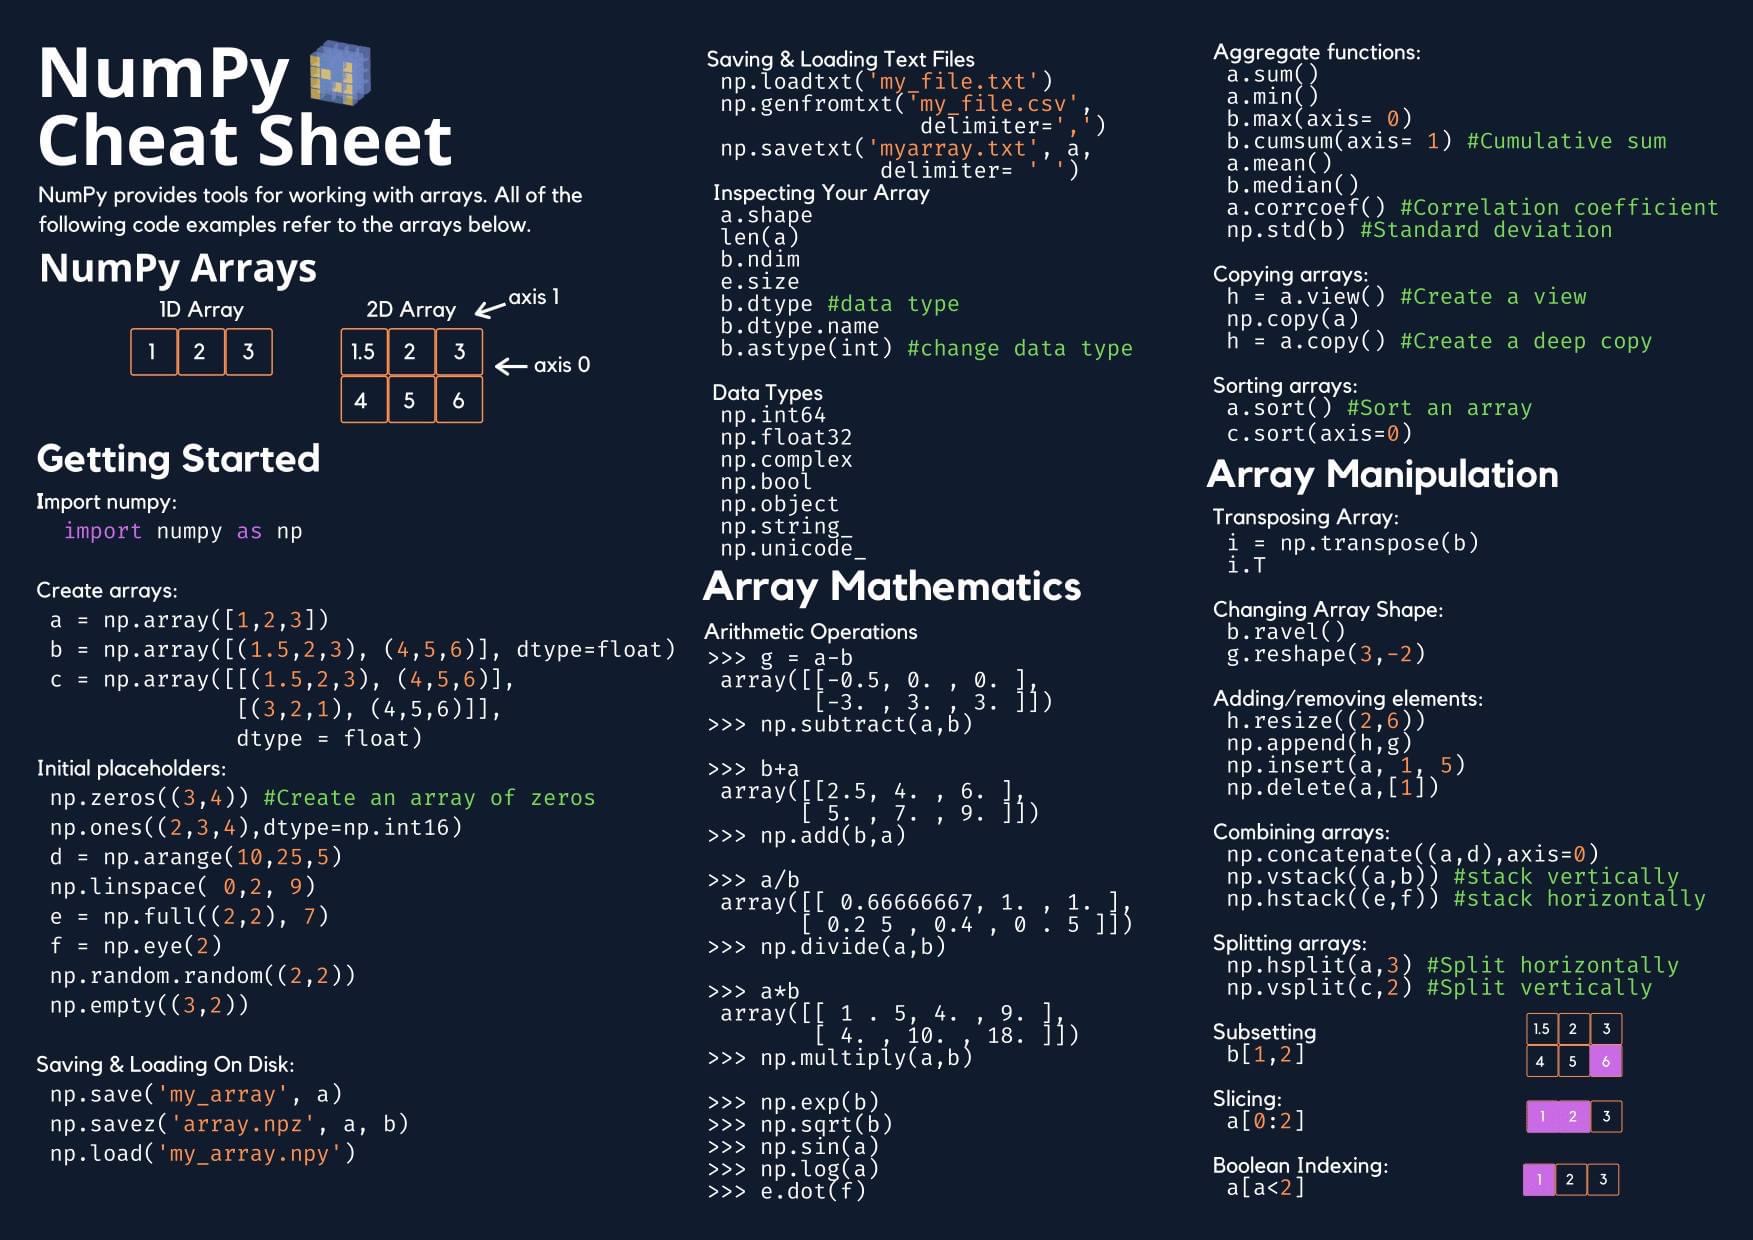 NumPy
Cheat Sheet
NumPy provides tools for working with arrays. All of the
following code examples refer to the arrays below.
NumPy Arrays
1D Array
1 2 3
2D Array
axis 1
1.5 2 3
axis 0
4 5 6
Getting Started
Import numpy:
import numpy as np
Create arrays:
a = np.array([1,2,3])
b = np.array([(1.5,2,3), (4,5,6)], dtype=float)
c = np.array([[(1.5,2,3), (4,5,6)],
[(3,2,1), (4,5,6)]],
dtype = float)
Initial placeholders:
np.zeros((3,4)) #Create an array of zeros
np.ones((2,3,4),dtype=np.int16)
d = np.arange(10,25,5)
np.linspace( 0,2, 9)
e = np.full((2,2), 7)
f = np.eye(2)
np.random.random((2,2))
np.empty((3,2))
Saving & Loading On Disk:
np.save('my_array', a)
np.savez('array.npz', a, b)
np.load('my_array.npy')
Saving & Loading Text Files
np.loadtxt('my_file.txt')
np.genfromtxt('my_file.csv',
delimiter=',')
np.savetxt('myarray.txt', a,
delimiter= ' ')
Inspecting Your Array
a.shape
len(a)
b.ndim
e.size
b.dtype #data type
b.dtype.name
b.astype(int) #change data type
Data Types
np.int64
np.float32
np.complex
np.bool
np.object
np.string_
np.unicode_
Array Mathematics
Arithmetic Operations
>>> g = a-b
array([[-0.5, 0. , 0. ],
[-3. , 3. , 3. ]])
>>> np.subtract(a,b)
>>> b+a
array([[2.5, 4. , 6. ],
[ 5. , 7. , 9. ]])
>>> np.add(b,a)
>>> a/b
array([[ 0.66666667, 1. , 1. ],
[ 0.2 5 , 0.4 , 0 . 5 ]])
>>> np.divide(a,b)
>>> a*b
array([[ 1 . 5, 4. , 9. ],
[ 4. , 10. , 18. ]])
>>> np.multiply(a,b)
>>> np.exp(b)
>>> np.sqrt(b)
>>> np.sin(a)
>>> np.log(a)
>>> e.dot(f)
Aggregate functions:
a.sum()
a.min()
b.max(axis= 0)
b.cumsum(axis= 1) #Cumulative sum
a.mean()
b.median()
a.corrcoef() #Correlation coefficient
np.std(b) #Standard deviation
Copying arrays:
h = a.view() #Create a view
np.copy(a)
h = a.copy() #Create a deep copy
Sorting arrays:
a.sort() #Sort an array
c.sort(axis=0)
Array Manipulation
Transposing Array:
i = np.transpose(b)
i.T
Changing Array Shape:
b.ravel()
g.reshape(3,-2)
Adding/removing elements:
h.resize((2,6))
np.append(h,g)
np.insert(a, 1, 5)
np.delete(a,[1])
Combining arrays:
np.concatenate((a,d),axis=0)
np.vstack((a,b)) #stack vertically
np.hstack((e,f)) #stack horizontally
Splitting arrays:
np.hsplit(a,3) #Split horizontally
np.vsplit(c,2) #Split vertically
Subsetting
b[1,2]
1.5 2 3
4 5 6
Slicing:
a[0:2]
1 2 3
Boolean Indexing:
a[a<2]
1 2 3